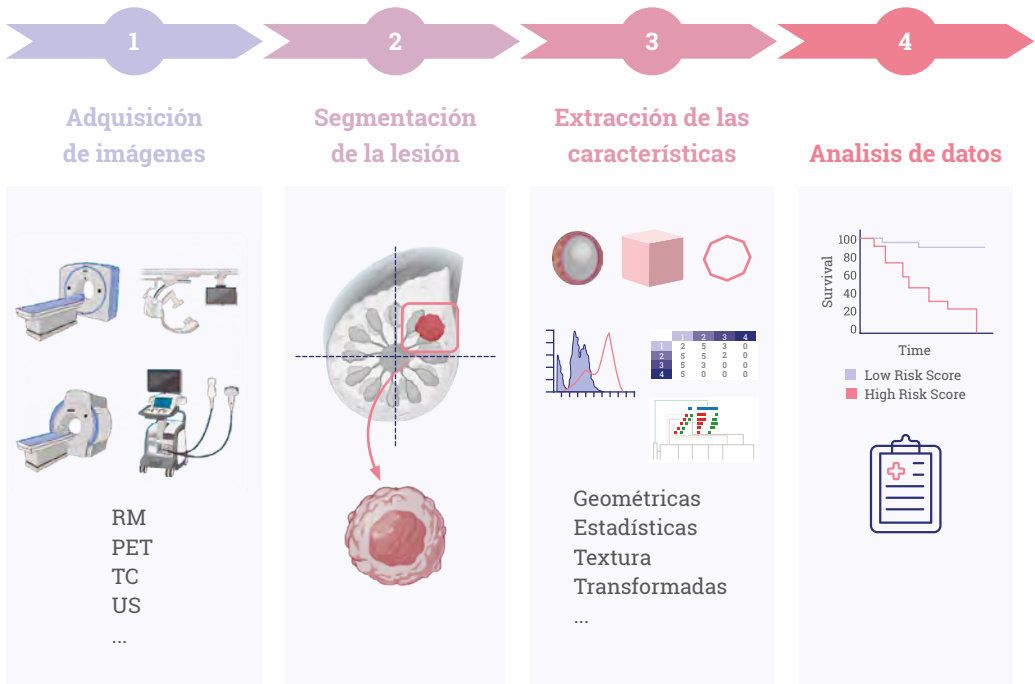 1
2
3
4
Adquisición
de imágenes
Segmentación
de la lesión
Extracción de las
características
Analisis de datos
RM
PET
TC
US
...
1 2 3 4
1 2 5 3 0
2 5 5 2 0
3 5 3 0 0
4 5 0 0 0
Geométricas
Estadísticas
Textura
Transformadas
...
Survival
100
80
60
40
20
0
Time
Low Risk Score
High Risk Score